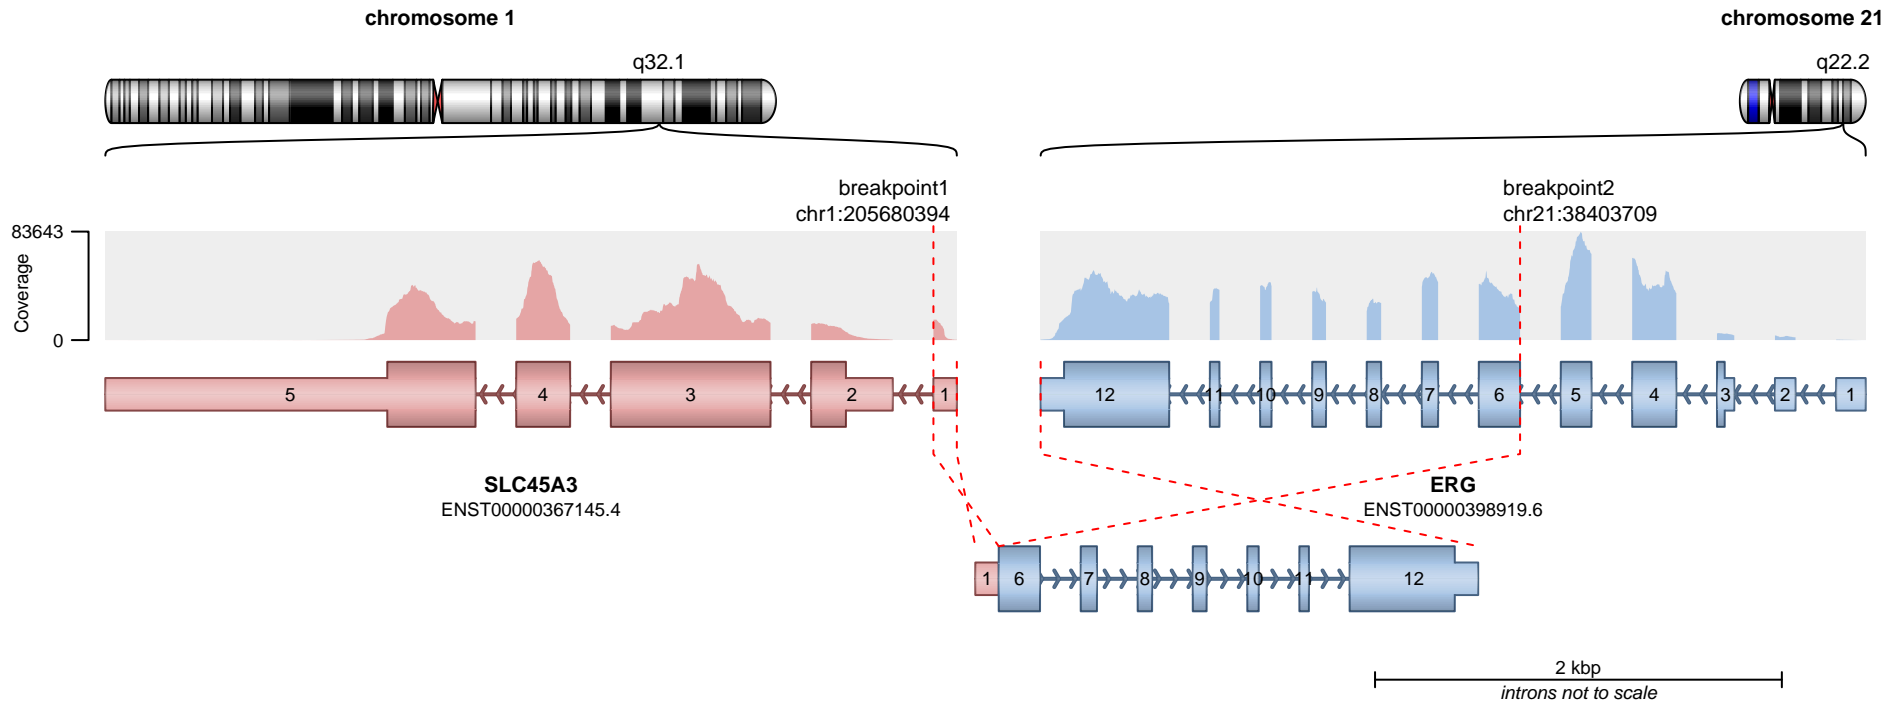 chromosome 1
chromosome 21
q32.1
q22.2
breakpoint1
chr1:205680394
breakpoint2
chr21:38403709
83643
Coverage
0
5
4
3
2
1
12
11
10
9
8
7
6
5
4
3
2
1
SLC45A3
ENST00000367145.4
ERG
ENST00000398919.6
1
6
7
8
9
10
11
12
2 kbp
introns not to scale